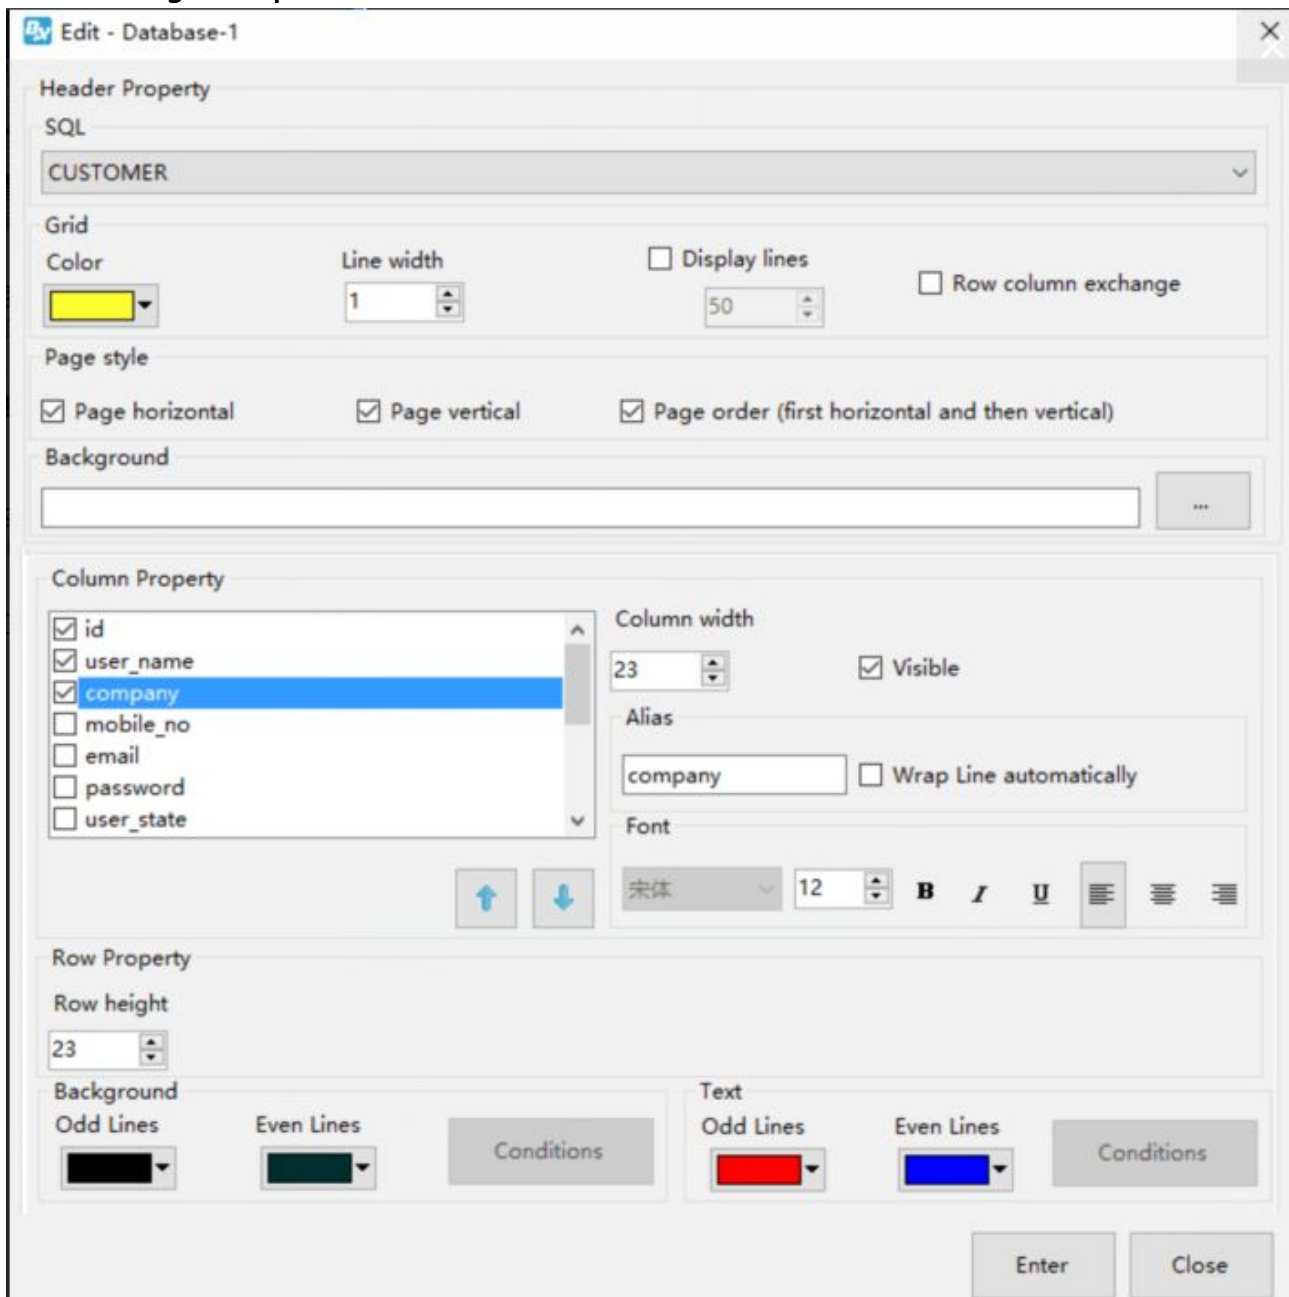 Edit - Database-1
Header Property
SQL
CUSTOMER
Grid
Color Line width Display lines
Row column exchange
1 50
Page style
Page horizontal Page vertical Page order (first horizontal and then vertical)
Background
...
Column Property
id
user_name
company
mobile_no
email
password
user_state
Column width
23 Visible
Alias
company Wrap Line automatically
Font
宋体 12 B I U
Row Property
Row height
23
Background
Odd Lines Even Lines Conditions
Text
Odd Lines Even Lines Conditions
Enter Close